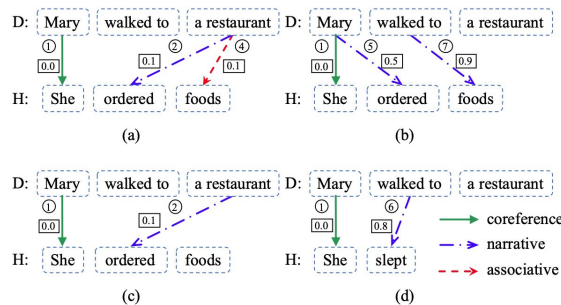 D: Mary walked to a restaurant
① ② ④
0.0 0.1 0.1
H: She ordered foods
(a)
D: Mary walked to a restaurant
① ⑤ ⑦
0.0 0.5 0.9
H: She ordered foods
(b)
D: Mary walked to a restaurant
① ②
0.0 0.1
H: She ordered foods
(c)
D: Mary walked to a restaurant
① ⑥
0.0 0.8
H: She slept
(d)
coreference
narrative
associative